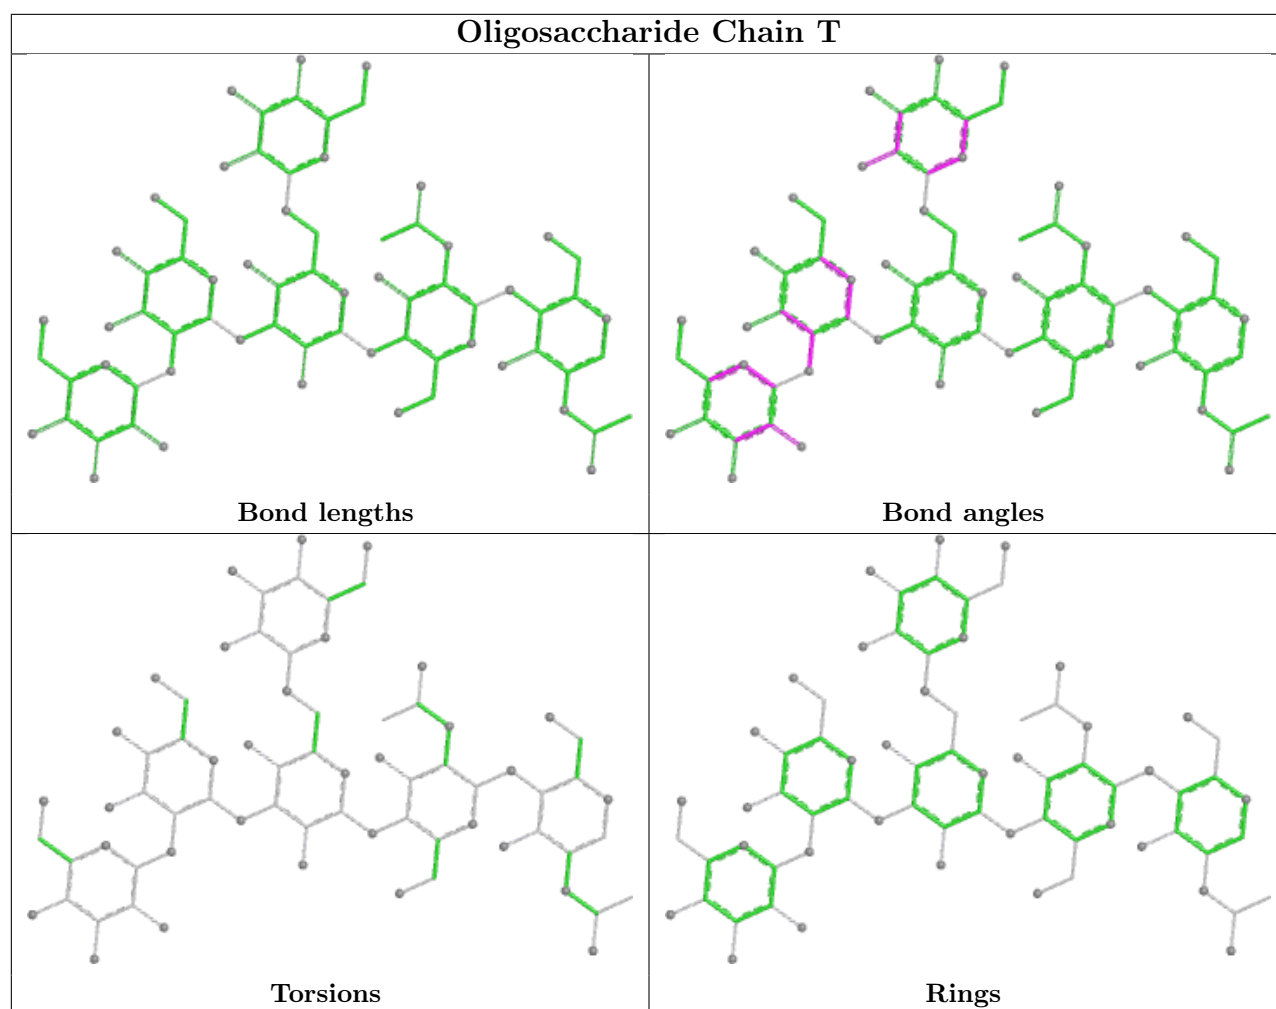 Oligosaccharide Chain T
Bond lengths
Bond angles
Torsions
Rings